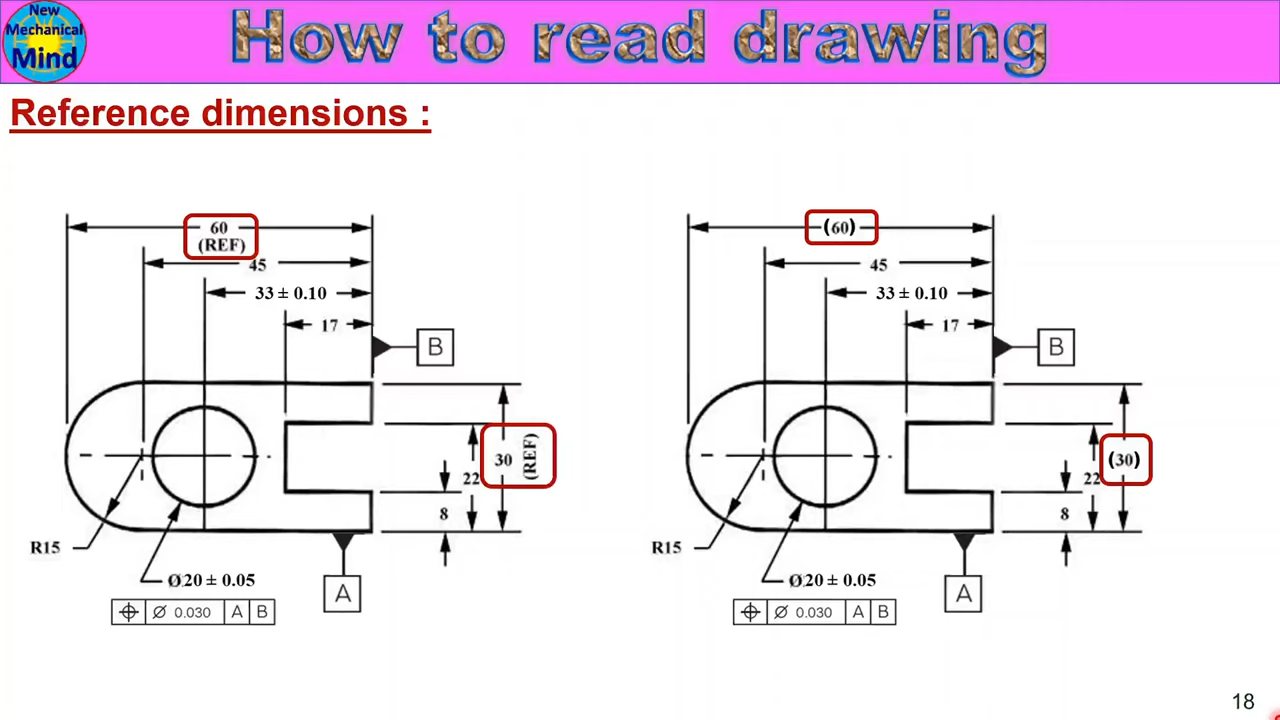 New
Mechanical
Mind
How to read drawing
Reference dimensions :
60
(REF)
45
33 ± 0.10
17
B
30
(REF)
22
8
R15
Ø20 ± 0.05
A
⌖ ⌀ 0.030 A B
(60)
45
33 ± 0.10
17
B
(30)
22
8
R15
Ø20 ± 0.05
A
⌖ ⌀ 0.030 A B
18